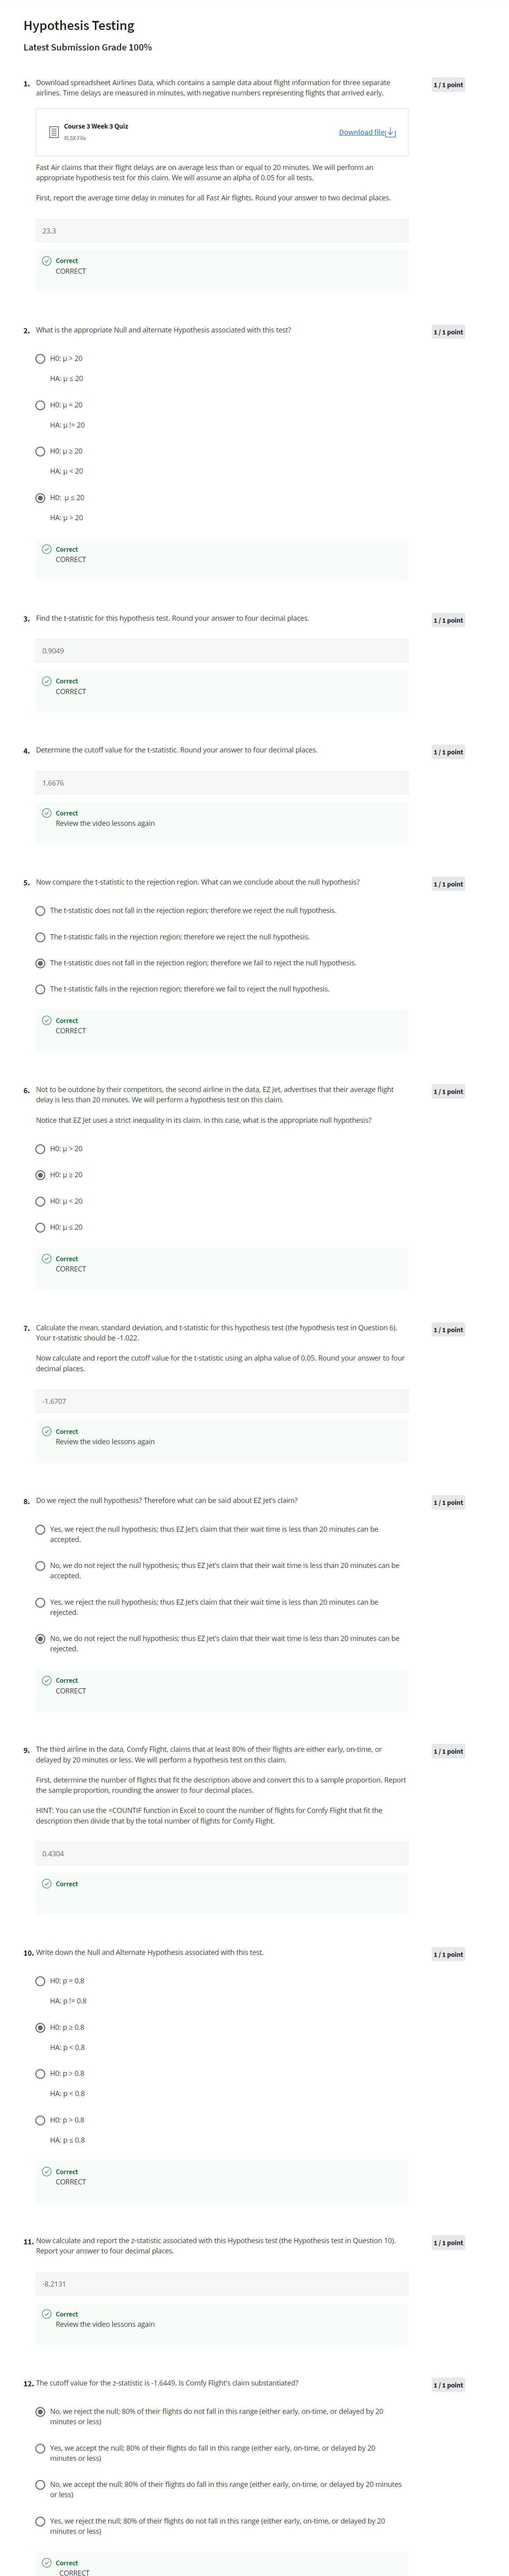 Hypothesis Testing
Latest Submission Grade 100%
1. Download spreadsheet Airlines Data, which contains a sample data about flight information for three separate
airlines. Time delays are measured in minutes, with negative numbers representing flights that arrived early.
1 / 1 point
Course 3 Week 3 Quiz
XLSX File
Download file
Fast Air claims that their flight delays are on average less than or equal to 20 minutes. We will perform an
appropriate hypothesis test for this claim. We will assume an alpha of 0.05 for all tests.
First, report the average time delay in minutes for all Fast Air flights. Round your answer to two decimal places.
23.3
Correct
CORRECT
2. What is the appropriate Null and alternate Hypothesis associated with this test?
1 / 1 point
H0: μ > 20
HA: μ ≤ 20
H0: μ = 20
HA: μ != 20
H0: μ ≥ 20
HA: μ < 20
H0: μ ≤ 20
HA: μ > 20
Correct
CORRECT
3. Find the t-statistic for this hypothesis test. Round your answer to four decimal places.
1 / 1 point
0.9049
Correct
CORRECT
4. Determine the cutoff value for the t-statistic. Round your answer to four decimal places.
1 / 1 point
1.6676
Correct
Review the video lessons again
5. Now compare the t-statistic to the rejection region. What can we conclude about the null hypothesis?
1 / 1 point
The t-statistic does not fall in the rejection region; therefore we reject the null hypothesis.
The t-statistic falls in the rejection region; therefore we reject the null hypothesis.
The t-statistic does not fall in the rejection region; therefore we fail to reject the null hypothesis.
The t-statistic falls in the rejection region; therefore we fail to reject the null hypothesis.
Correct
CORRECT
6. Not to be outdone by their competitors, the second airline in the data, EZ Jet, advertises that their average flight
delay is less than 20 minutes. We will perform a hypothesis test on this claim.
1 / 1 point
Notice that EZ Jet uses a strict inequality in its claim. In this case, what is the appropriate null hypothesis?
H0: μ > 20
H0: μ ≥ 20
H0: μ < 20
H0: μ ≤ 20
Correct
CORRECT
7. Calculate the mean, standard deviation, and t-statistic for this hypothesis test (the hypothesis test in Question 6).
Your t-statistic should be -1.022.
1 / 1 point
Now calculate and report the cutoff value for the t-statistic using an alpha value of 0.05. Round your answer to four
decimal places.
-1.6707
Correct
Review the video lessons again
8. Do we reject the null hypothesis? Therefore what can be said about EZ Jet's claim?
1 / 1 point
Yes, we reject the null hypothesis; thus EZ Jet's claim that their wait time is less than 20 minutes can be
accepted.
No, we do not reject the null hypothesis; thus EZ Jet's claim that their wait time is less than 20 minutes can be
accepted.
Yes, we reject the null hypothesis; thus EZ Jet's claim that their wait time is less than 20 minutes can be
rejected.
No, we do not reject the null hypothesis; thus EZ Jet's claim that their wait time is less than 20 minutes can be
rejected.
Correct
CORRECT
9. The third airline in the data, Comfy Flight, claims that at least 80% of their flights are either early, on-time, or
delayed by 20 minutes or less. We will perform a hypothesis test on this claim.
1 / 1 point
First, determine the number of flights that fit the description above and convert this to a sample proportion. Report
the sample proportion, rounding the answer to four decimal places.
HINT: You can use the =COUNTIF function in Excel to count the number of flights for Comfy Flight that fit the
description then divide that by the total number of flights for Comfy Flight.
0.4304
Correct
10. Write down the Null and Alternate Hypothesis associated with this test.
1 / 1 point
H0: p = 0.8
HA: p != 0.8
H0: p ≥ 0.8
HA: p < 0.8
H0: p > 0.8
HA: p < 0.8
H0: p > 0.8
HA: p ≤ 0.8
Correct
CORRECT
11. Now calculate and report the z-statistic associated with this Hypothesis test (the Hypothesis test in Question 10).
Report your answer to four decimal places.
1 / 1 point
-8.2131
Correct
Review the video lessons again
12. The cutoff value for the z-statistic is -1.6449. Is Comfy Flight's claim substantiated?
1 / 1 point
No, we reject the null; 80% of their flights do not fall in this range (either early, on-time, or delayed by 20
minutes or less)
Yes, we accept the null; 80% of their flights do fall in this range (either early, on-time, or delayed by 20
minutes or less)
No, we accept the null; 80% of their flights do fall in this range (either early, on-time, or delayed by 20 minutes
or less)
Yes, we reject the null; 80% of their flights do not fall in this range (either early, on-time, or delayed by 20
minutes or less)
Correct
CORRECT